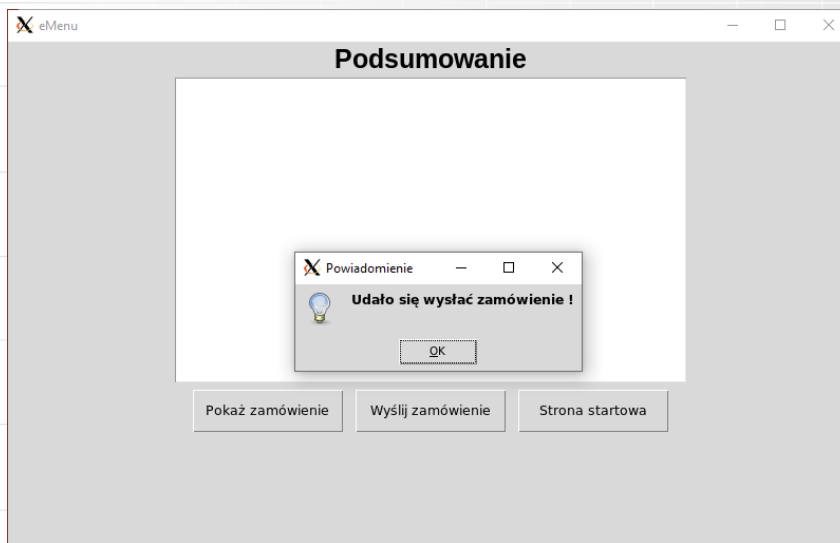 eMenu
Podsumowanie
Powiadomienie
Udało się wysłać zamówienie !
OK
Pokaż zamówienie
Wyślij zamówienie
Strona startowa